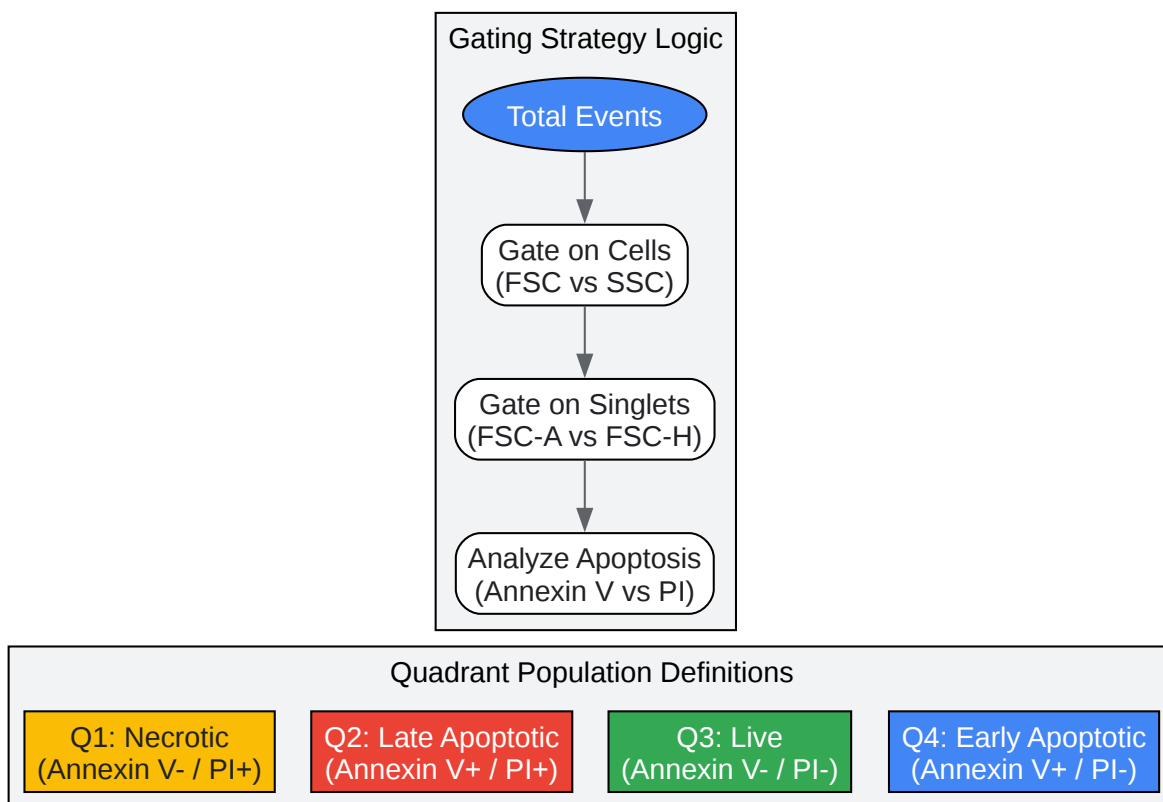 Gating Strategy Logic
Total Events
Gate on Cells
(FSC vs SSC)
Gate on Singlets
(FSC-A vs FSC-H)
Analyze Apoptosis
(Annexin V vs PI)
Quadrant Population Definitions
Q1: Necrotic
(Annexin V- / PI+)
Q2: Late Apoptotic
(Annexin V+ / PI+)
Q3: Live
(Annexin V- / PI-)
Q4: Early Apoptotic
(Annexin V+ / PI-)